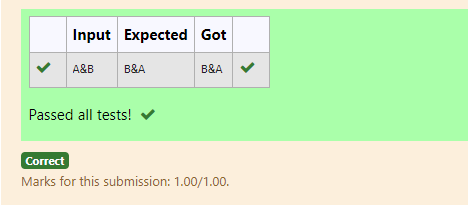 Input Expected Got
A&B B&A B&A
Passed all tests!
Correct
Marks for this submission: 1.00/1.00.